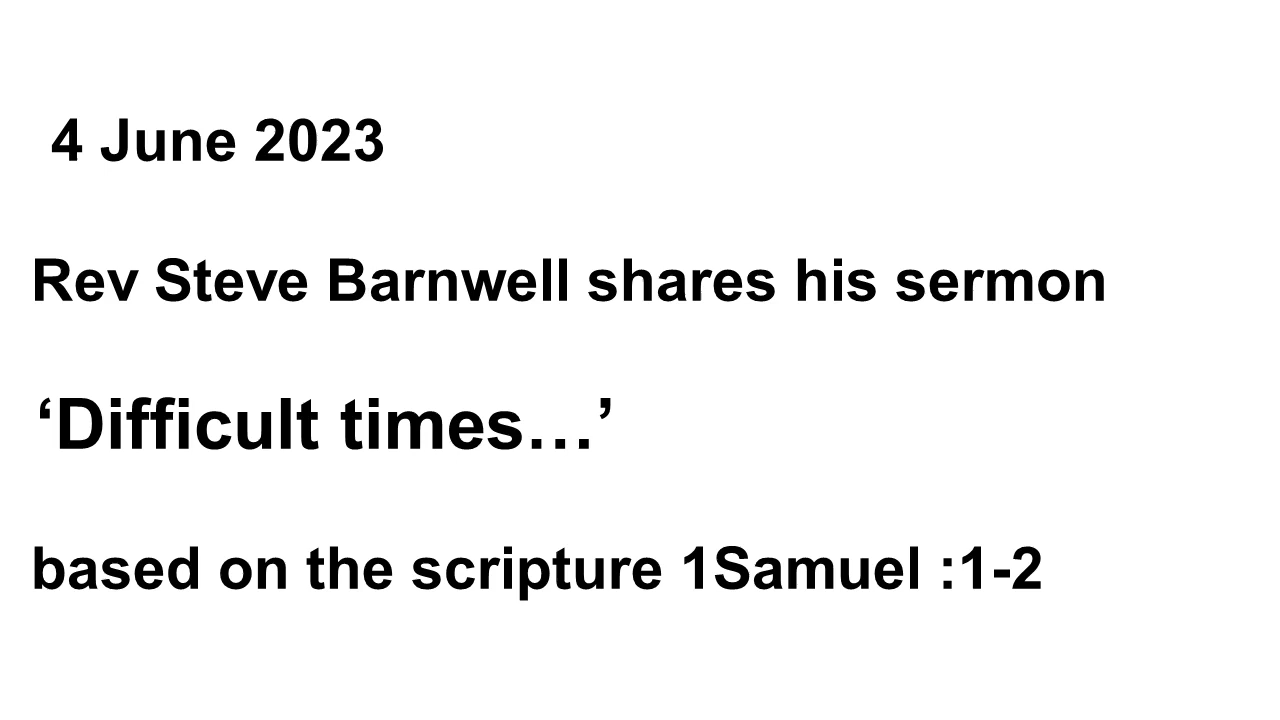 4 June 2023
Rev Steve Barnwell shares his sermon
‘Difficult times…’
based on the scripture 1Samuel :1-2